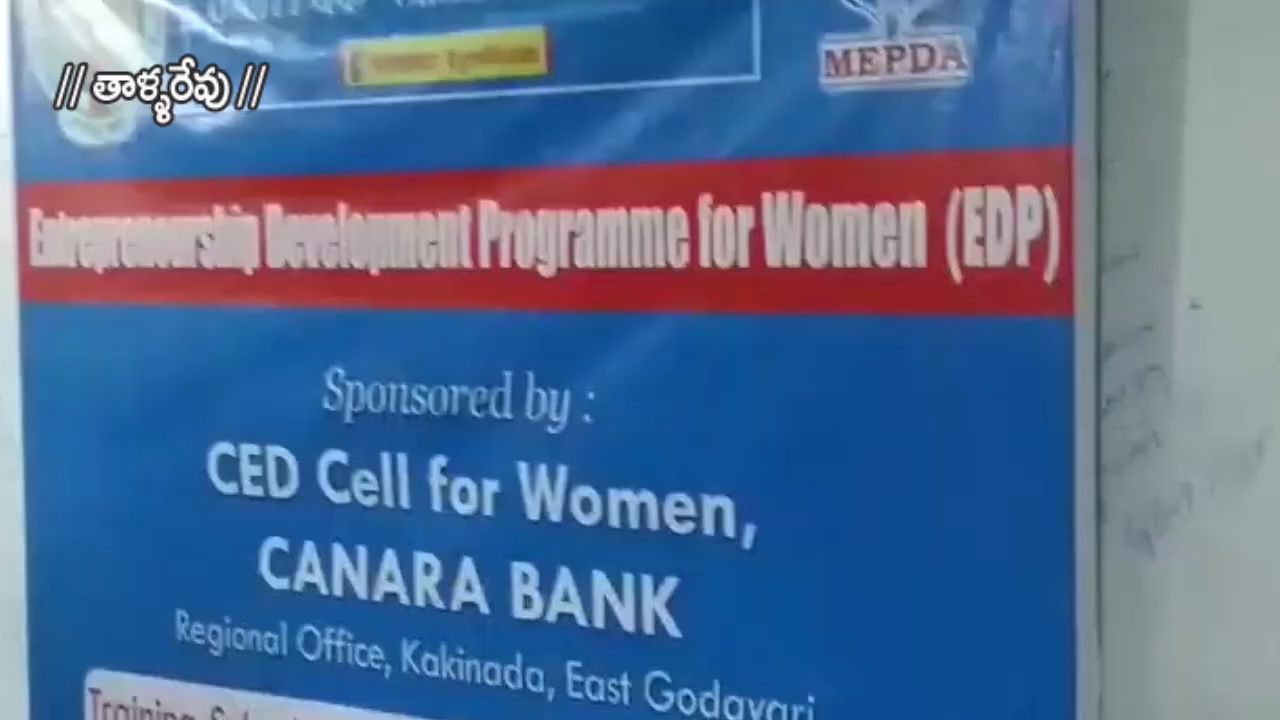 // తాళ్ళరేవు //
MEPDA
Entrepreneurship Development Programme for Women (EDP)
Sponsored by :
CED Cell for Women,
CANARA BANK
Regional Office, Kakinada, East Godavari
Training